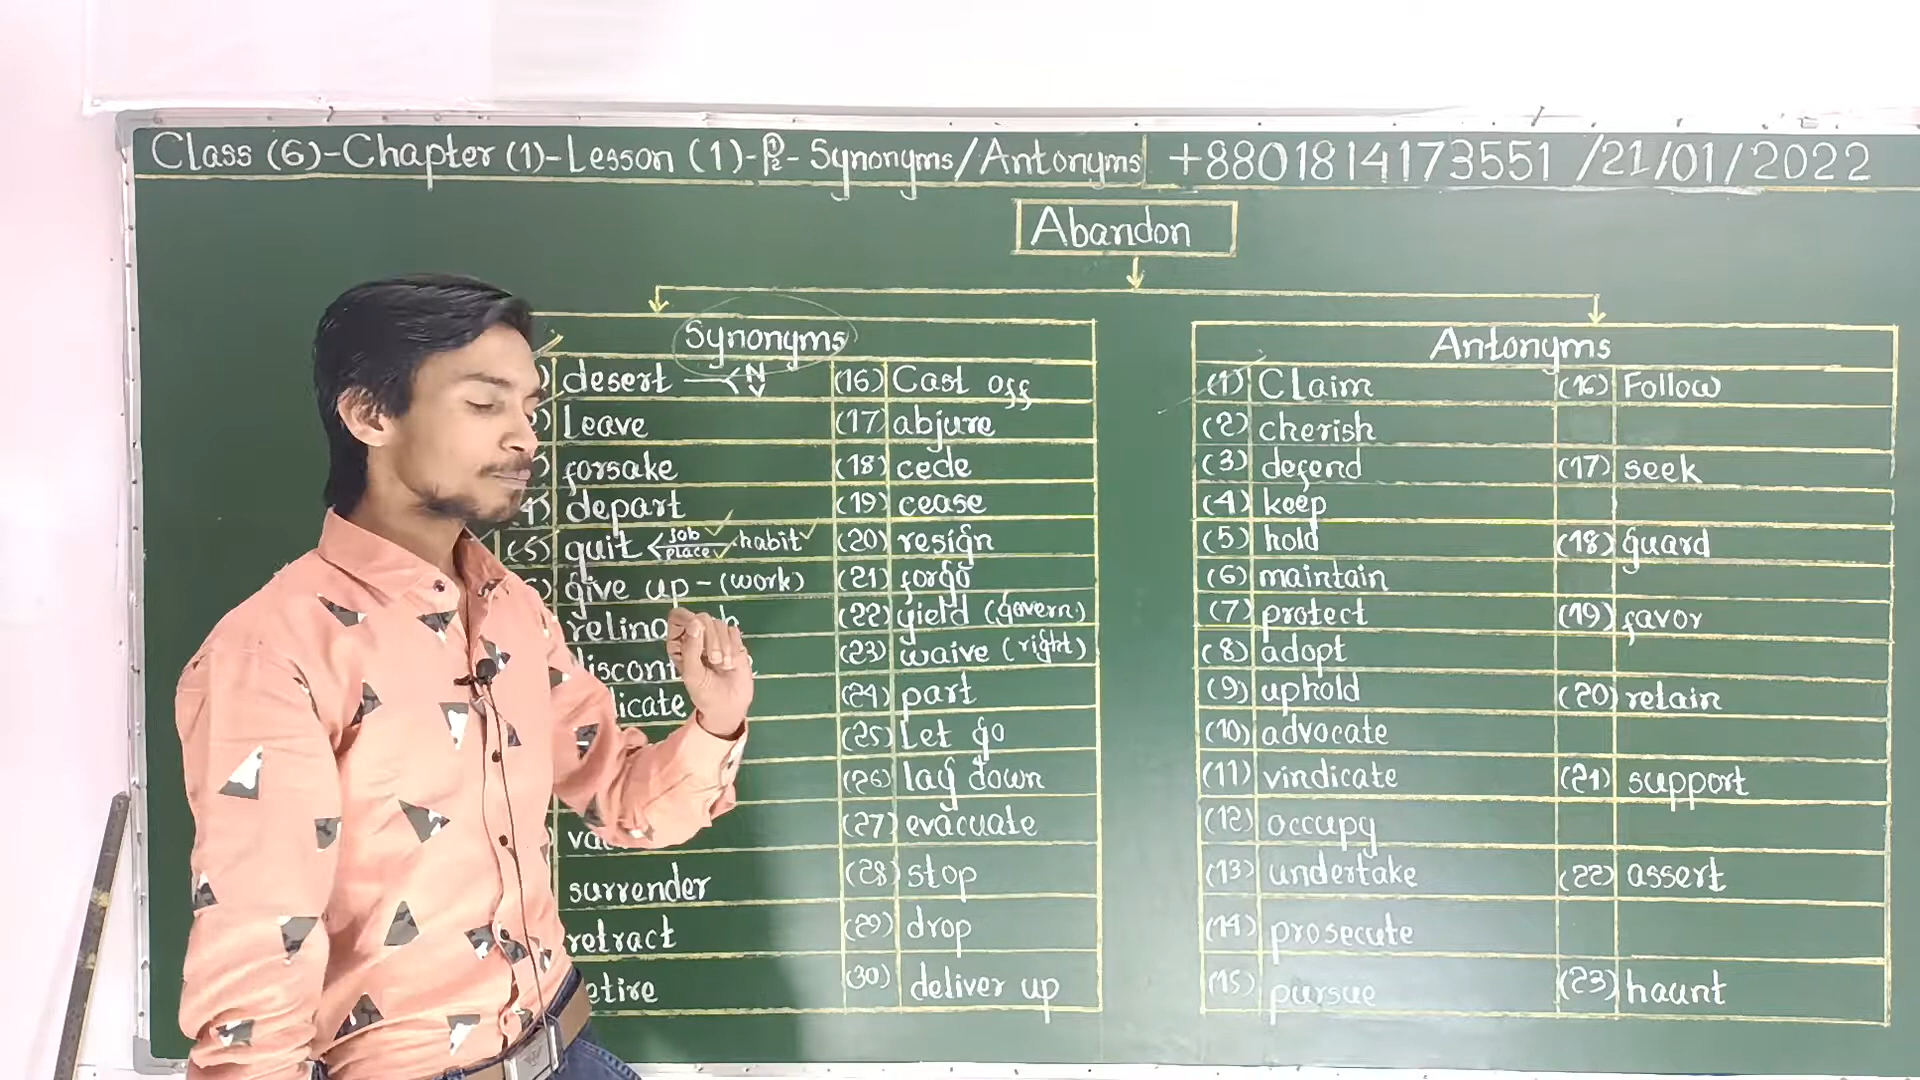 Class (6)-Chapter (1)-Lesson (1)-P 1/2 - Synonyms/Antonyms +8801814173551 /21/01/2022
Abandon
Synonyms
desert N V
Leave
forsake
depart
(5) quit job place habit
give up - (work)
surrender
retract
(16) Cast off
(17) abjure
(18) cede
(19) cease
(20) resign
(21) forgo
(22) yield (govern)
(23) waive (right)
(24) part
(25) Let go
(26) lay down
(27) evacuate
(28) stop
(29) drop
(30) deliver up
Antonyms
(1) Claim
(2) cherish
(3) defend
(4) keep
(5) hold
(6) maintain
(7) protect
(8) adopt
(9) uphold
(10) advocate
(11) vindicate
(12) occupy
(13) undertake
(14) prosecute
(15) pursue
(16) Follow
(17) seek
(18) guard
(19) favor
(20) retain
(21) support
(22) assert
(23) haunt